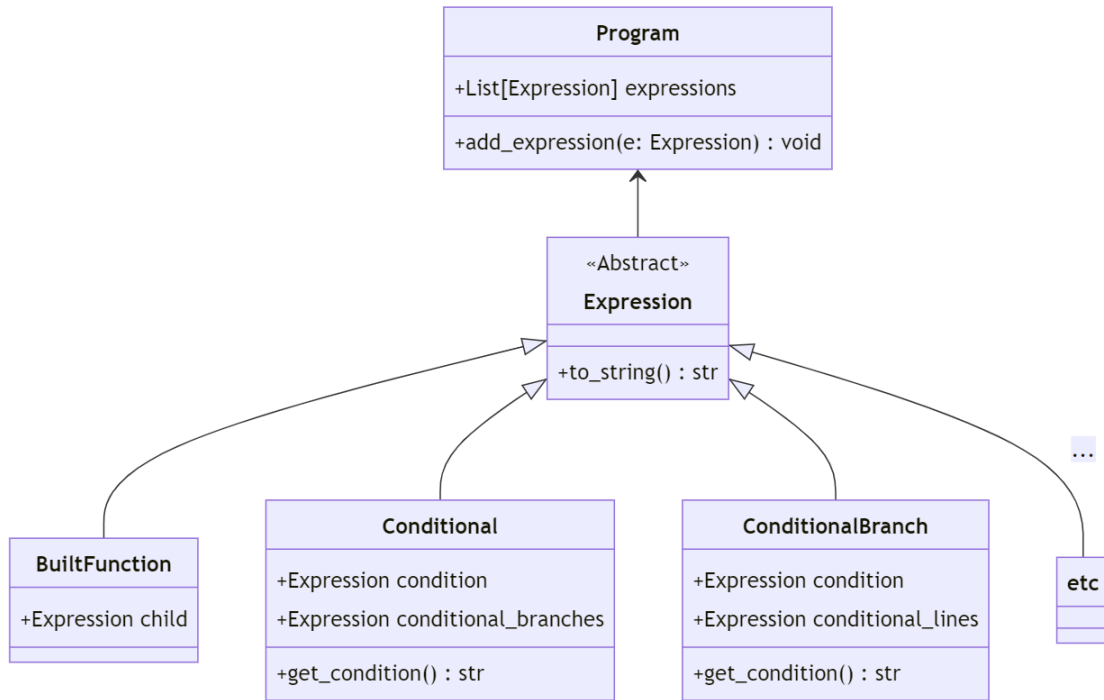 Program
+List[Expression] expressions
+add_expression(e: Expression) : void
«Abstract»
Expression
+to_string() : str
...
BuiltFunction
+Expression child
Conditional
+Expression condition
+Expression conditional_branches
+get_condition() : str
ConditionalBranch
+Expression condition
+Expression conditional_lines
+get_condition() : str
etc